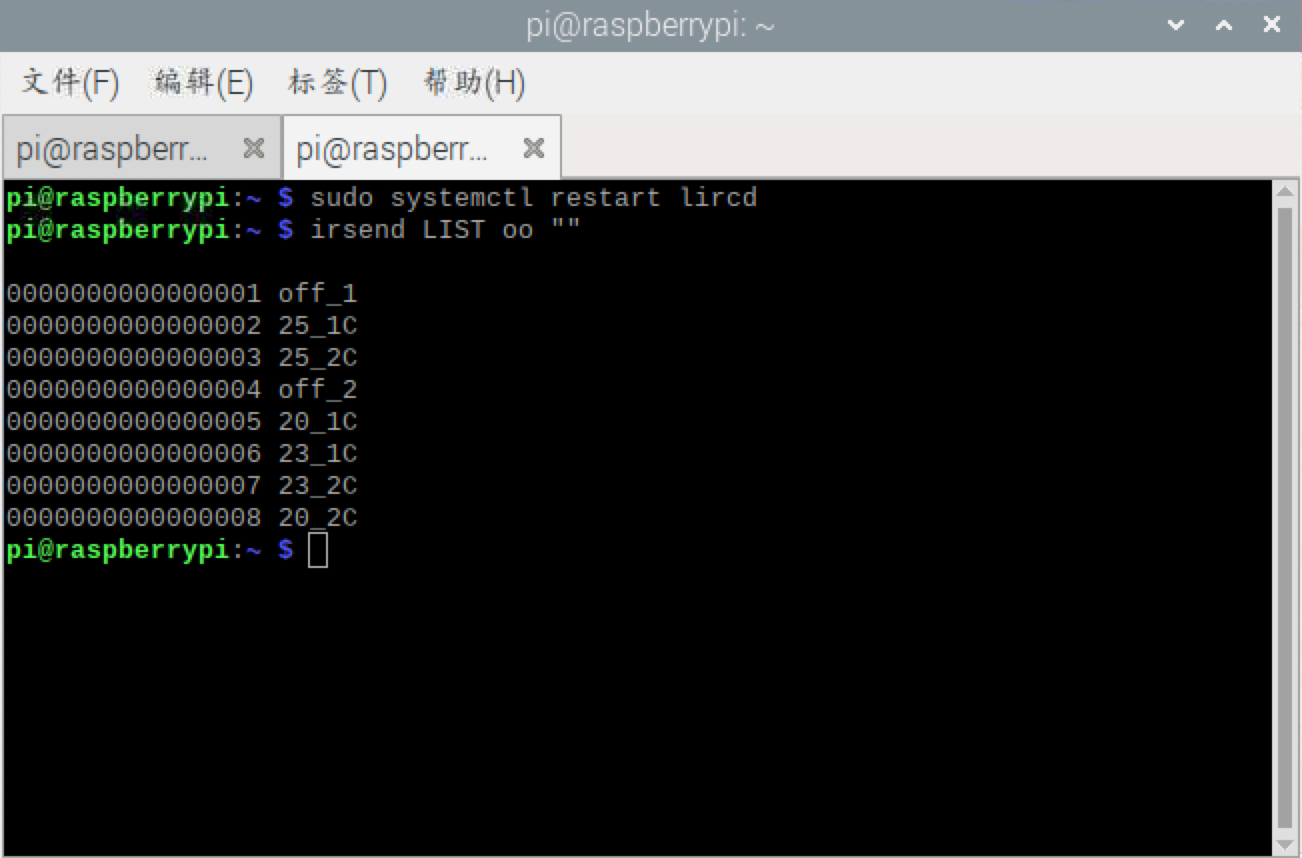 pi@raspberrypi: ~
文件(F) 编辑(E) 标签(T) 帮助(H)
pi@raspberr... pi@raspberr...
pi@raspberrypi:~ $ sudo systemctl restart lircd
pi@raspberrypi:~ $ irsend LIST oo ""
0000000000000001 off_1
0000000000000002 25_1C
0000000000000003 25_2C
0000000000000004 off_2
0000000000000005 20_1C
0000000000000006 23_1C
0000000000000007 23_2C
0000000000000008 20_2C
pi@raspberrypi:~ $